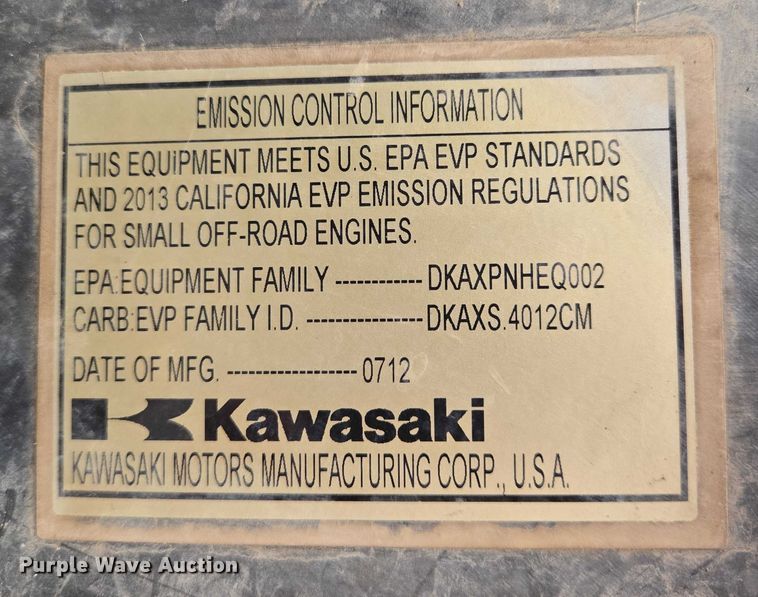 EMISSION CONTROL INFORMATION
THIS EQUiPMENT MEETS U.S. EPA EVP STANDARDS
AND 2013 CALIFORNIA EVP EMISSION REGULATIONS
FOR SMALL OFF-ROAD ENGINES.
EPA:EQUIPMENT FAMILY ------------ DKAXPNHEQ002
CARB:EVP FAMILY I.D. ----------------DKAXS.4012CM
DATE OF MFG. ------------------ 0712
Kawasaki
KAWASAKI MOTORS MANUFACTURING CORP., U.S.A.
Purple Wave Auction®